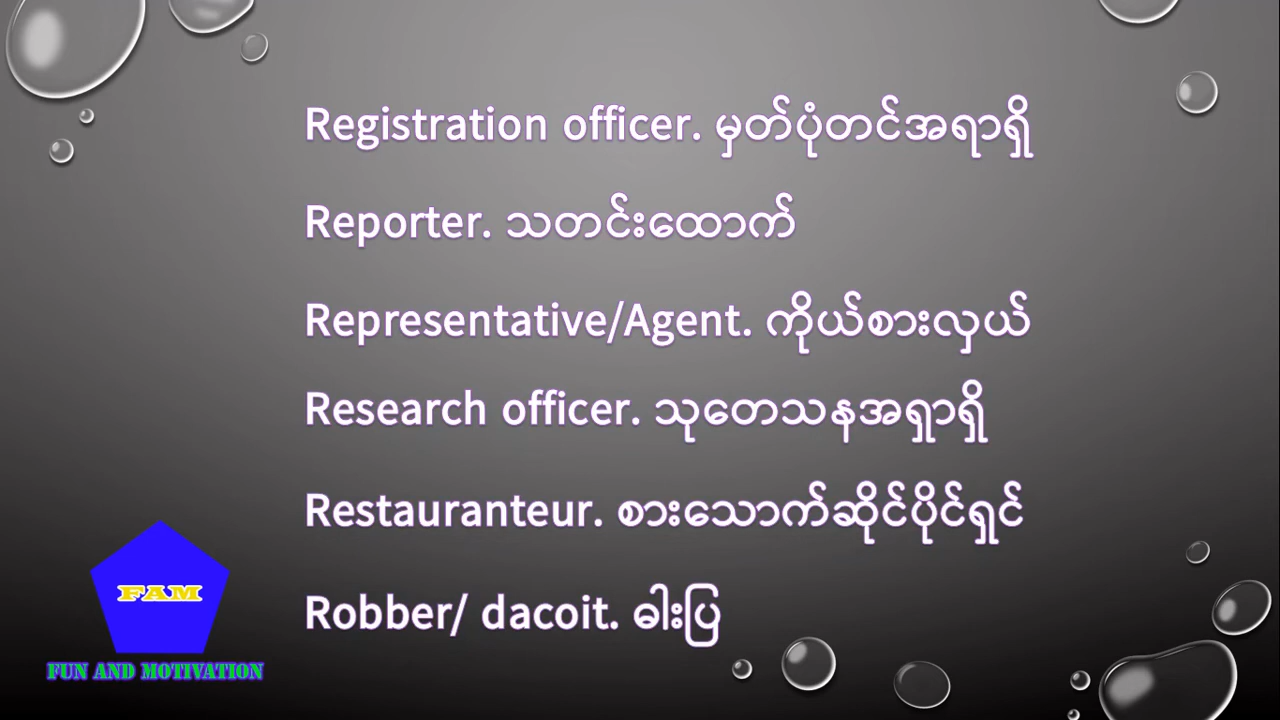 Registration officer. မှတ်ပုံတင်အရာရှိ
Reporter. သတင်းထောက်
Representative/Agent. ကိုယ်စားလှယ်
Research officer. သုတေသနအရှာရှိ
Restauranteur. စားသောက်ဆိုင်ပိုင်ရှင်
Robber/ dacoit. ဓါးပြ
FAM
FUN AND MOTIVATION